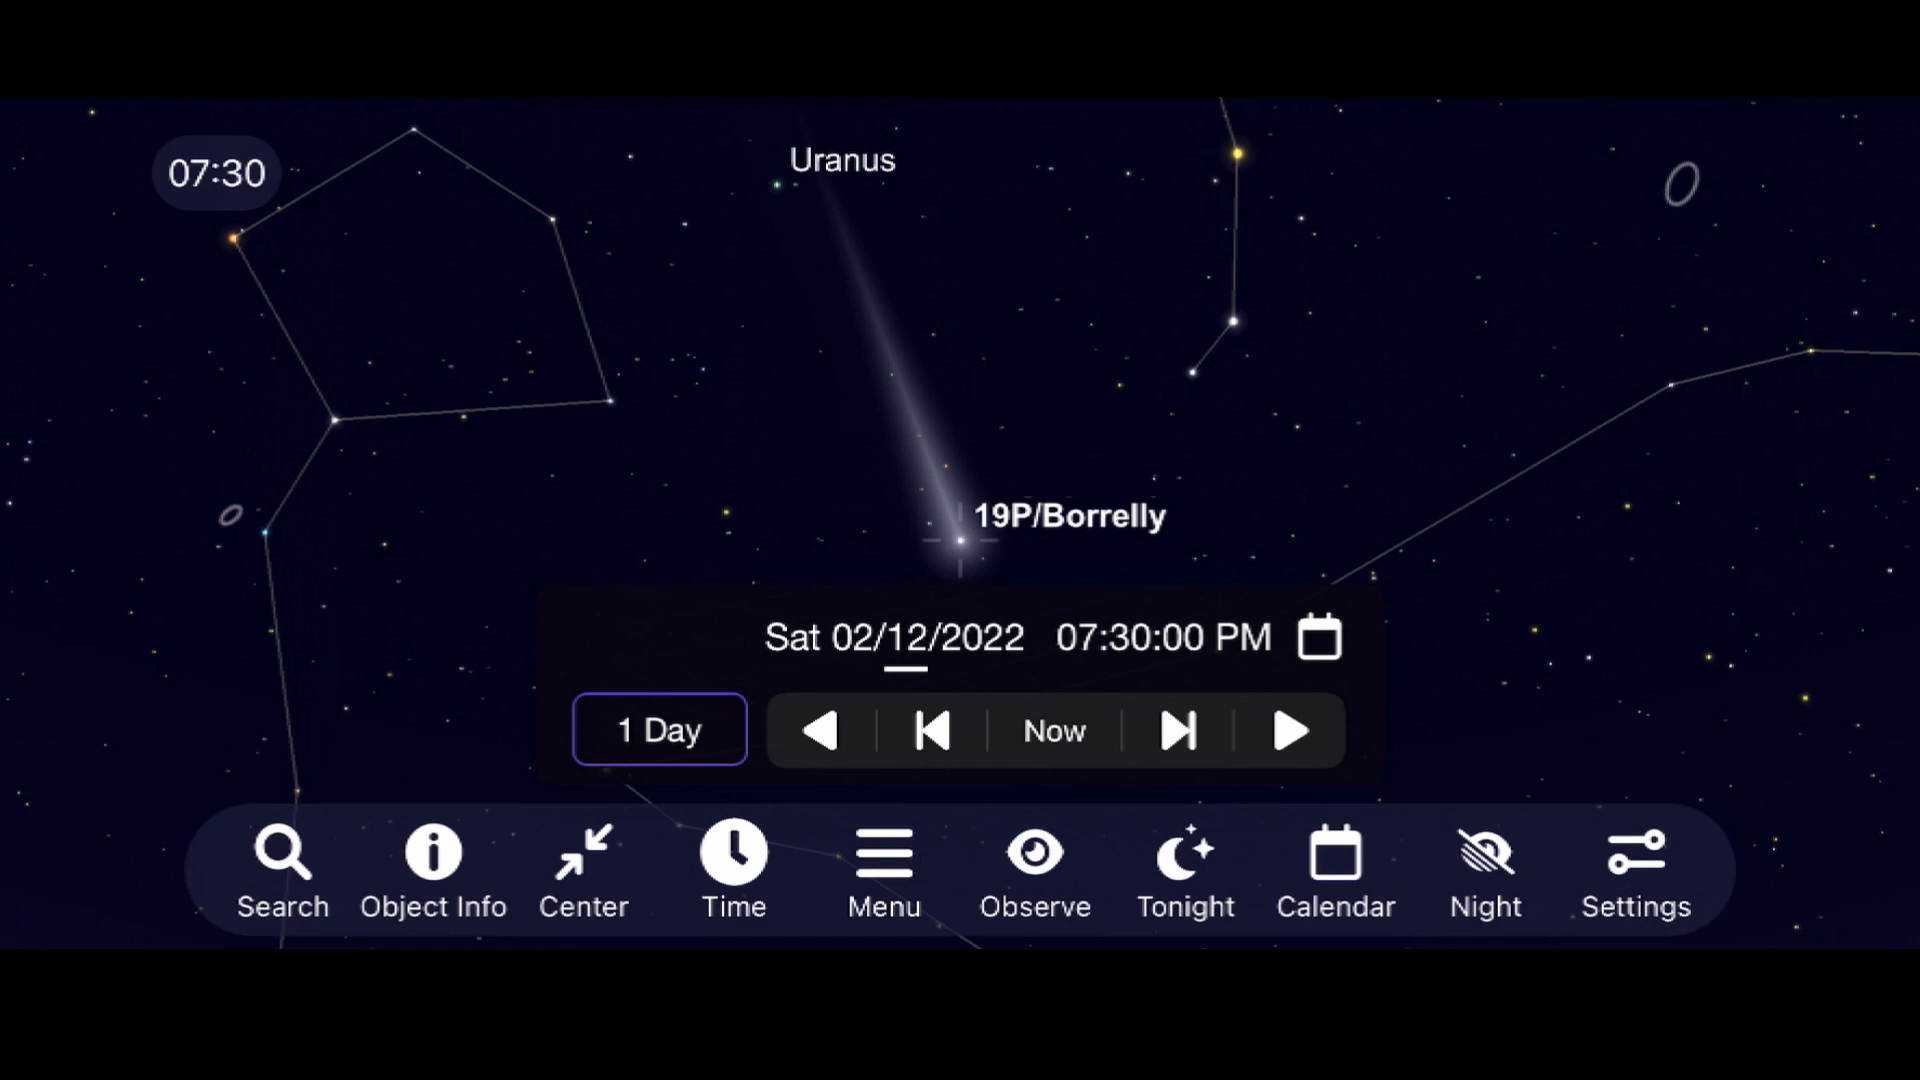 07:30
Uranus
19P/Borrelly
Sat 02/12/2022 07:30:00 PM
1 Day
Now
Search Object Info Center Time Menu Observe Tonight Calendar Night Settings